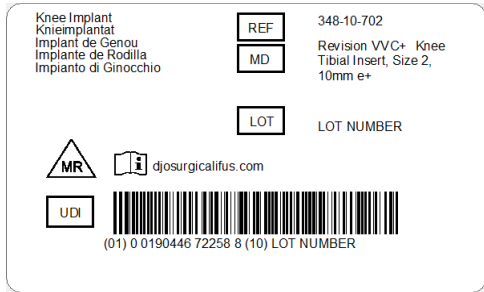 Knee Implant
Knieimplantat
Implant de Genou
Implante de Rodilla
Impianto di Ginocchio
REF
348-10-702
MD
Revision VVC+ Knee
Tibial Insert, Size 2,
10mm e+
LOT
LOT NUMBER
MR
i
djosurgicalifus.com
UDI
(01) 0 0190446 72258 8 (10) LOT NUMBER